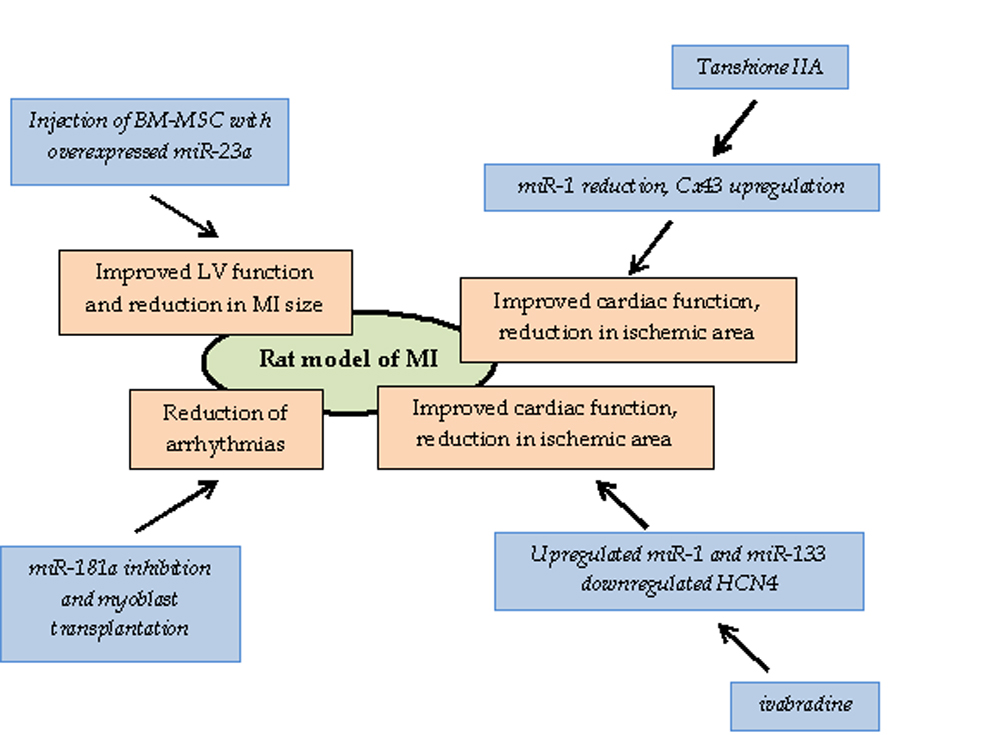 Tanshione IIA
Injection of BM-MSC with
overexpressed miR-23a
miR-1 reduction, Cx43 upregulation
Improved LV function
and reduction in MI size
Improved cardiac function,
reduction in ischemic area
Rat model of MI
Reduction of
arrhythmias
Improved cardiac function,
reduction in ischemic area
miR-181a inhibition
and myoblast
transplantation
Upregulated miR-1 and miR-133
downregulated HCN4
ivabradine